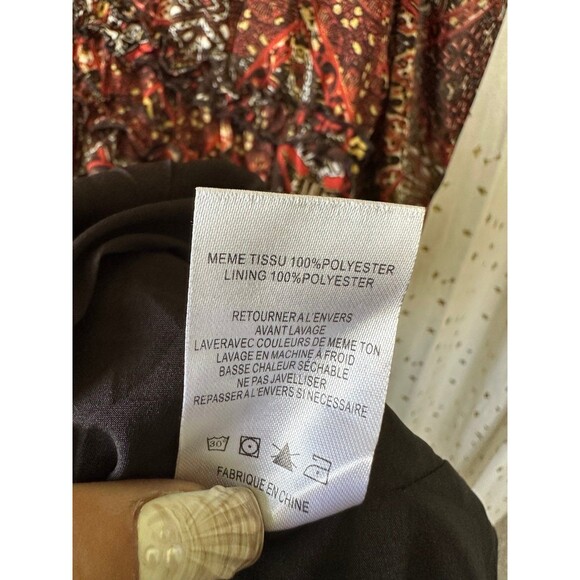 MEME TISSU 100%POLYESTER
LINING 100%POLYESTER
RETOURNER A L'ENVERS
AVANT LAVAGE
LAVERAVEC COULEURS DE MEME TON
LAVAGE EN MACHINE À FROID
BASSE CHALEUR SÉCHABLE
NE PAS JAVELLISER
REPASSER A L'ENVERS SI NECESSAIRE
30°
FABRIQUE EN CHINE